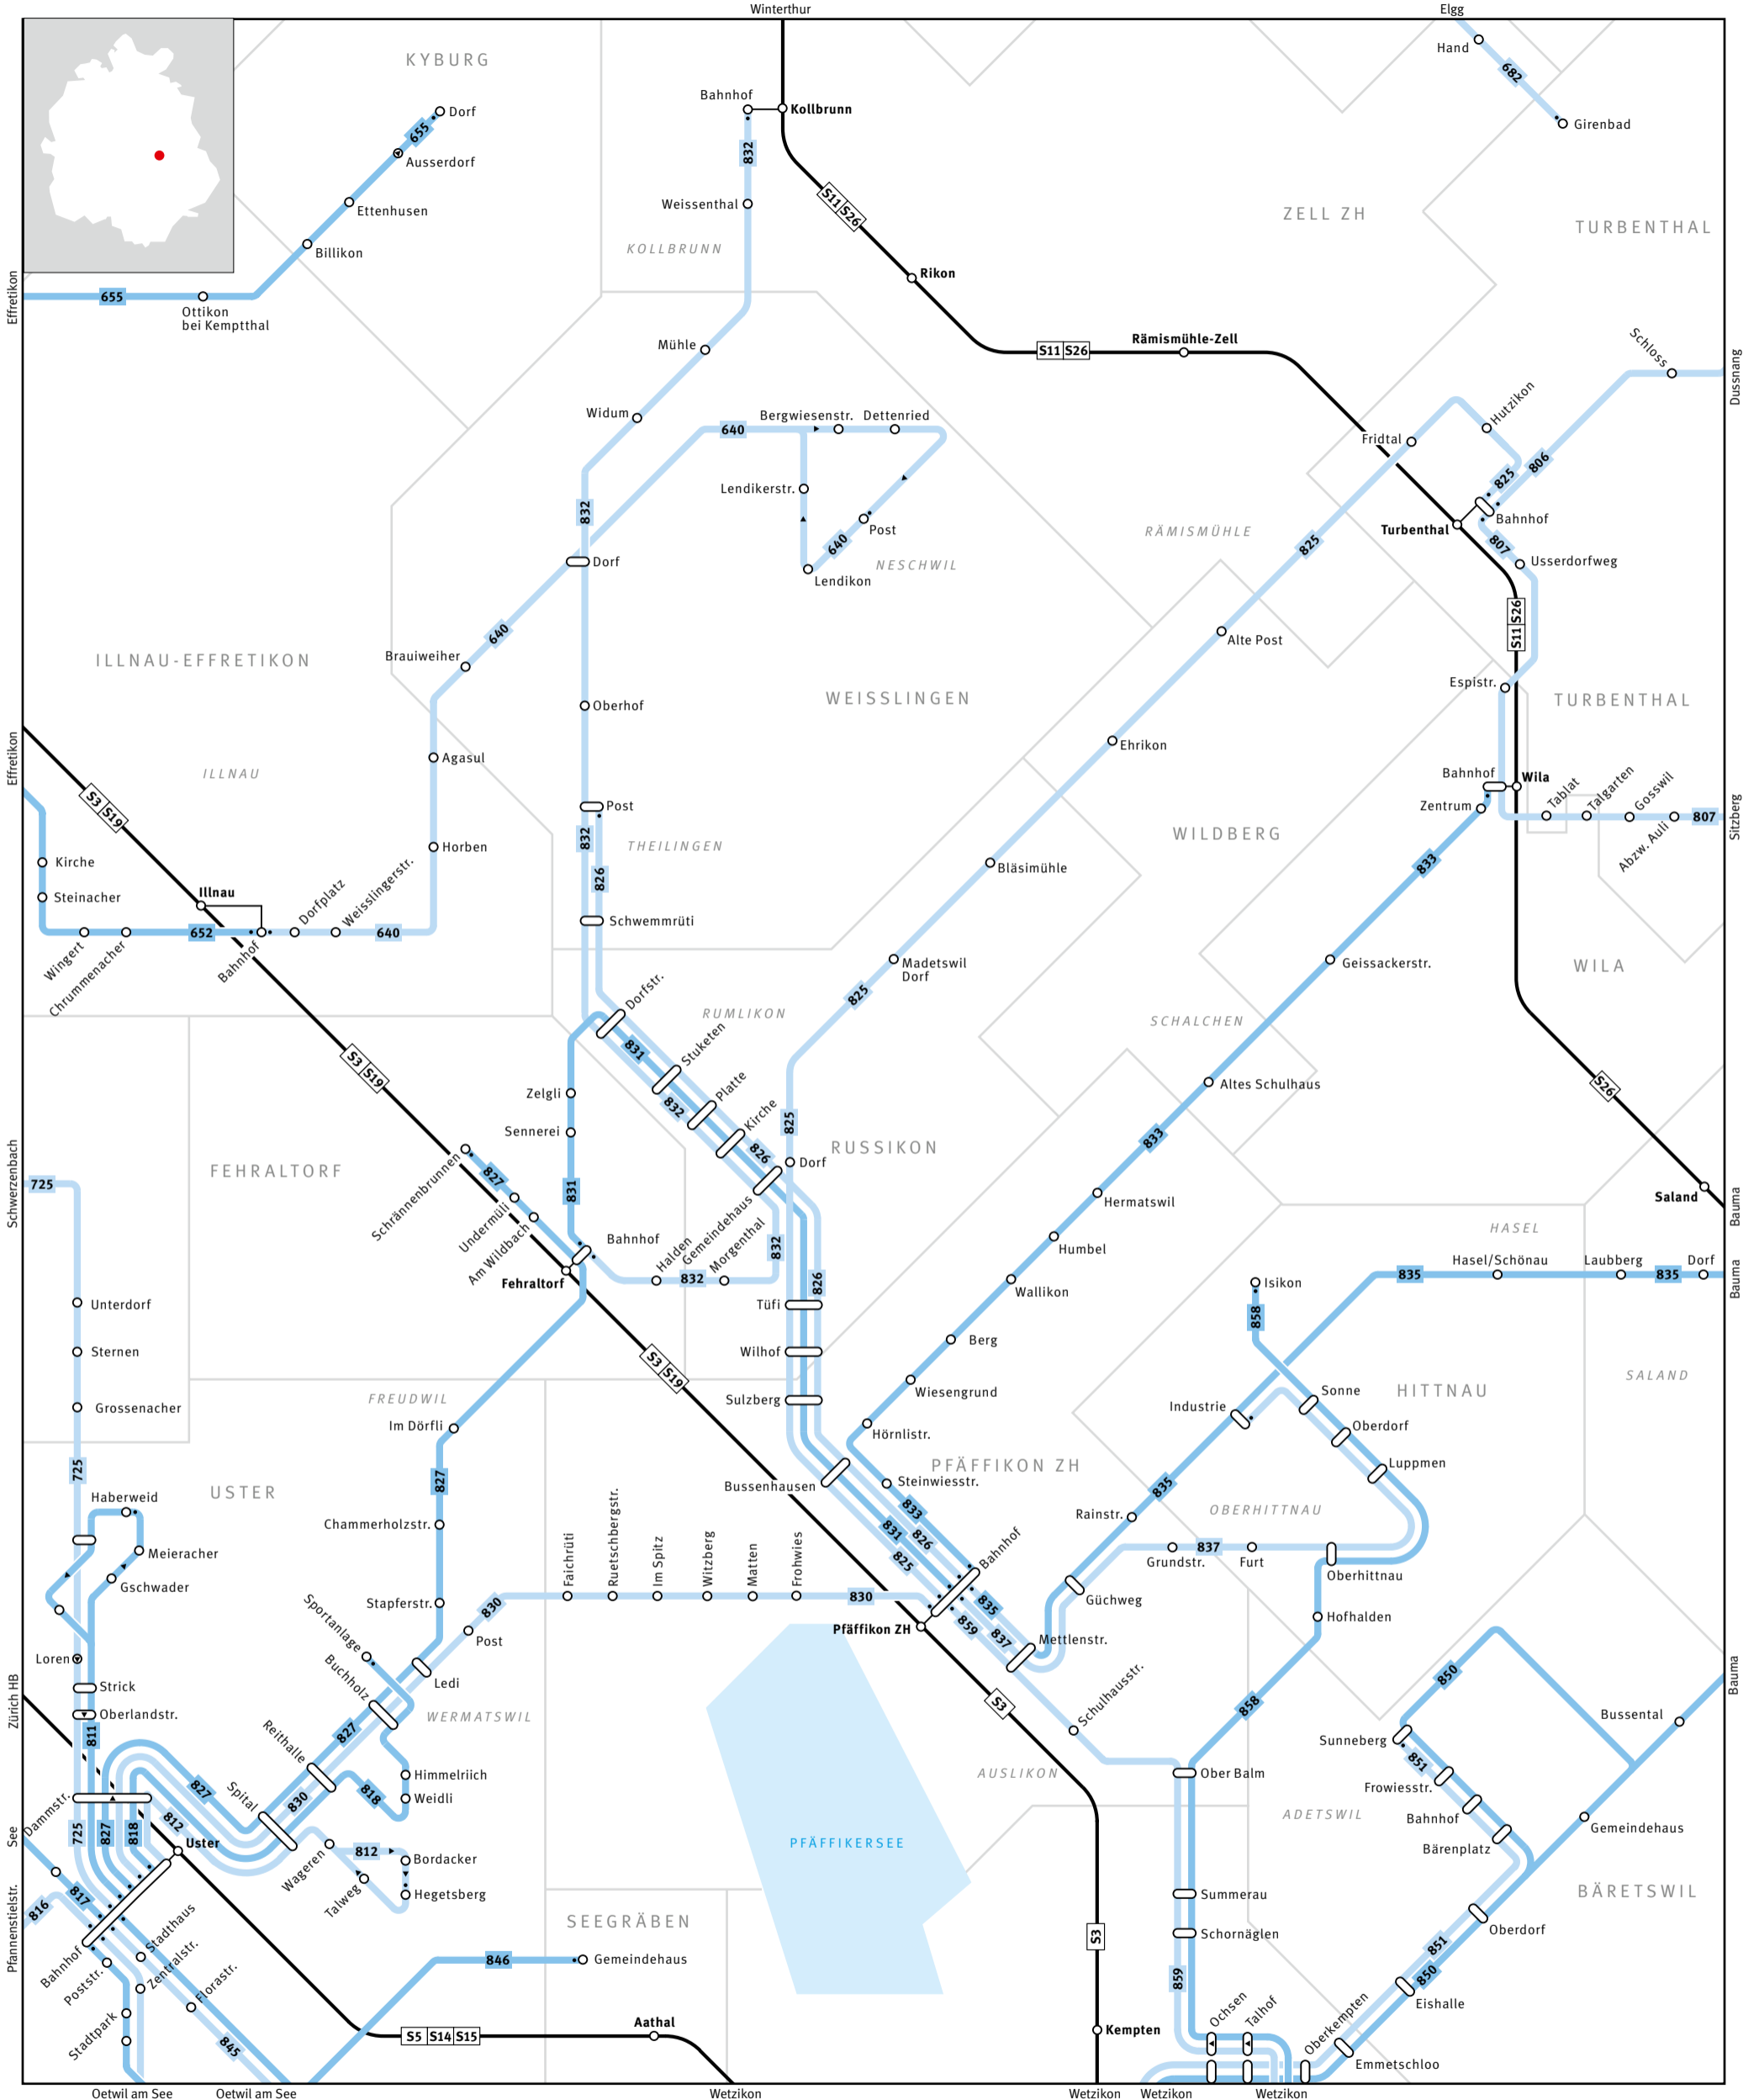 Winterthur
Elgg
KYBURG
Hand
682
Girenbad
Dorf
655
Ausserdorf
Ettenhusen
Billikon
655
Ottikon
bei Kemptthal
Effretikon
Bahnhof
Kollbrunn
832
Weissenthal
KOLLBRUNN
S11 S26
Rikon
ZELL ZH
TURBENTHAL
Mühle
Widum
S11 S26
Rämismühle-Zell
Schloss
Dussnang
640
Bergwiesenstr.
Dettenried
Lendikerstr.
Post
640
Lendikon
NESCHWIL
832
Dorf
Fridtal
Hutzikon
825
806
Bahnhof
Turbenthal
807
Usserdorfweg
RÄMISMÜHLE
825
S11 S26
640
Brauiweiher
ILLNAU-EFFRETIKON
Oberhof
WEISSLINGEN
Alte Post
Espistr.
TURBENTHAL
Effretikon
ILLNAU
Agasul
Ehrikon
Bahnhof
Wila
Zentrum
Tablat
Talgarten
Gosswil
Abzw. Auli
807
Sitzberg
S3 S19
Post
832
THEILINGEN
826
Horben
WILDBERG
833
Kirche
Steinacher
Illnau
Bläsimühle
Wingert
Chrummenacher
652
Bahnhof
Dorfplatz
Weisslingerstr.
640
Schwemmrüti
Madetswil
Dorf
Geissackerstr.
WILA
825
Dorfstr.
RUMLIKON
SCHALCHEN
831
Stuketen
S3 S19
Zelgli
832
Platte
Altes Schulhaus
S26
Sennerei
Kirche
825
833
826
RUSSIKON
Schwerzenbach
725
FEHRALTORF
Schrännenbrunnen
827
Undermüli
Am Wildbach
831
Dorf
Hermatswil
Saland
Bauma
Gemeindehaus
Bahnhof
Halden
Morgenthal
832
832
Fehraltorf
826
Humbel
HASEL
Hasel/Schönau
Laubberg
Dorf
835
835
Bauma
Wallikon
Isikon
858
Unterdorf
Tüfi
Berg
Sternen
Wilhof
S3 S19
Wiesengrund
SALAND
Grossenacher
FREUDWIL
Im Dörfli
Sulzberg
Hörnlistr.
Industrie
Sonne
HITTNAU
Oberdorf
725
USTER
827
Bussenhausen
PFÄFFIKON ZH
Steinwiesstr.
Luppmen
835
Haberweid
833
831
826
825
Rainstr.
OBERHITTNAU
Chammerholzstr.
Meieracher
Gschwader
Faichrüti
Ruetschbergstr.
Im Spitz
Witzberg
Matten
Frohwies
Bahnhof
Grundstr.
837
Furt
Oberhittnau
Stapferstr.
830
830
Güchweg
835
859
837
Hofhalden
Sportanlage
Post
Pfäffikon ZH
Mettlenstr.
Loren
Buchholz
Ledi
Schulhausstr.
850
Bauma
Strick
Oberlandstr.
WERMATSWIL
S3
858
Bussental
Zürich HB
811
Reithalle
827
Sunneberg
851
Himmelriich
Weidli
AUSLIKON
Ober Balm
Frowiesstr.
Dammstr.
827
Spital
830
818
ADETSWIL
Bahnhof
Gemeindehaus
See
725
827
818
812
Uster
PFÄFFIKERSEE
Bärenplatz
812
Bordacker
Wageren
Talweg
Hegetsberg
817
816
Pfannenstielstr.
SEEGRÄBEN
Summerau
BÄRETSWIL
Stadthaus
Oberdorf
Bahnhof
Zentralstr.
Poststr.
846
Gemeindehaus
S3
Schornäglen
851
859
850
Florastr.
Eishalle
Stadtpark
845
S5 S14 S15
Aathal
Kempten
Ochsen
Talhof
Oberkempten
Emmetschloo
Oetwil am See
Oetwil am See
Wetzikon
Wetzikon
Wetzikon
Wetzikon